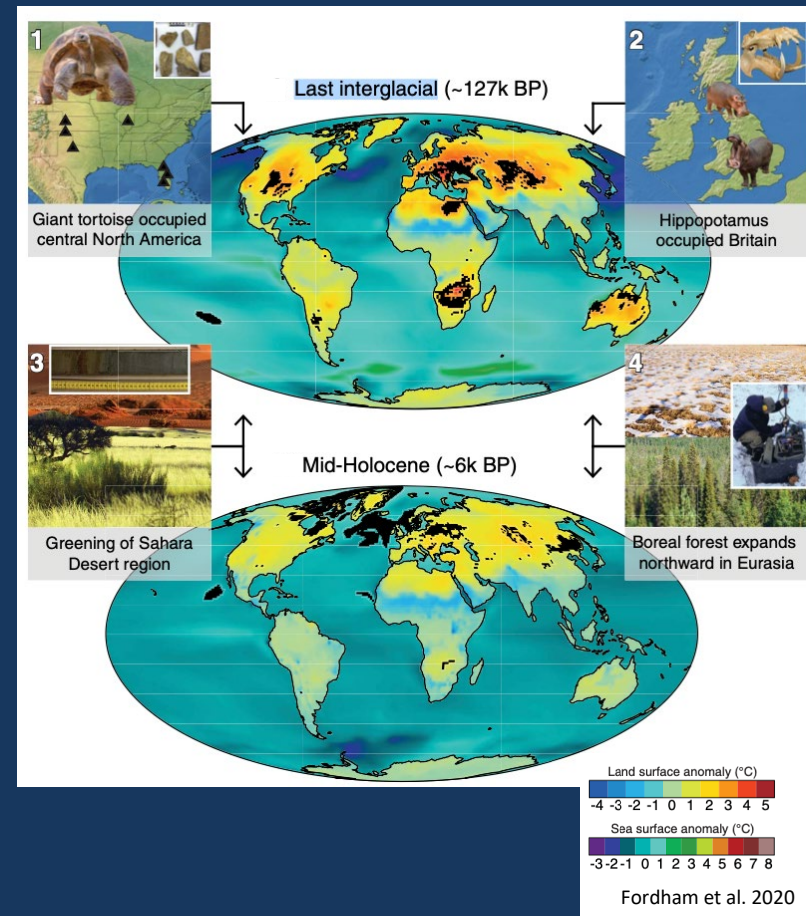 1
2
Last interglacial (~127k BP)
Giant tortoise occupied
central North America
Hippopotamus
occupied Britain
3
4
Mid-Holocene (~6k BP)
Greening of Sahara
Desert region
Boreal forest expands
northward in Eurasia
Land surface anomaly (°C)
-4 -3 -2 -1 0 1 2 3 4 5
Sea surface anomaly (°C)
-3 -2 -1 0 1 2 3 4 5 6 7 8
Fordham et al. 2020